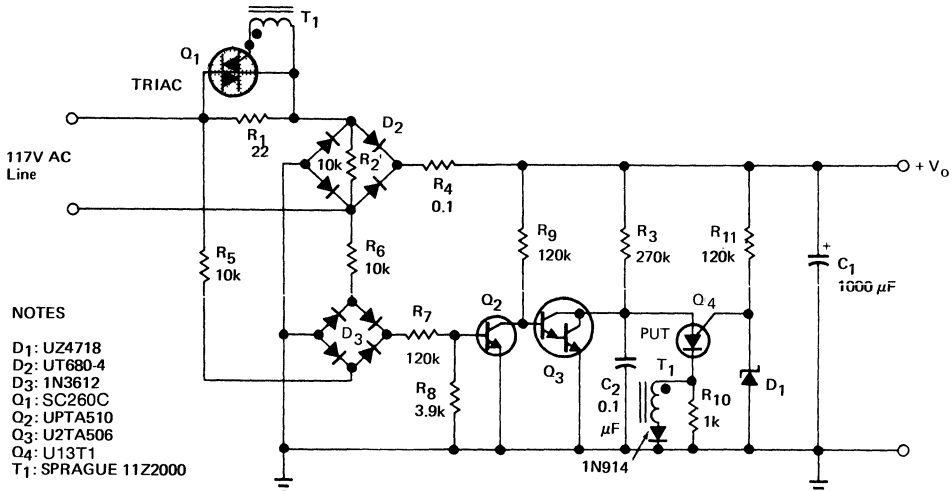 T1
Q1
TRIAC
R1
22
D2
10k
R2
117V AC
Line
R4
0.1
+ Vo
R5
10k
R6
10k
R9
120k
R3
270k
R11
120k
+
C1
1000 µF
D3
R7
120k
R8
3.9k
Q2
Q3
Q4
PUT
T1
C2
0.1
µF
R10
1k
D1
1N914
NOTES
D1: UZ4718
D2: UT680-4
D3: 1N3612
Q1: SC260C
Q2: UPTA510
Q3: U2TA506
Q4: U13T1
T1: SPRAGUE 11Z2000